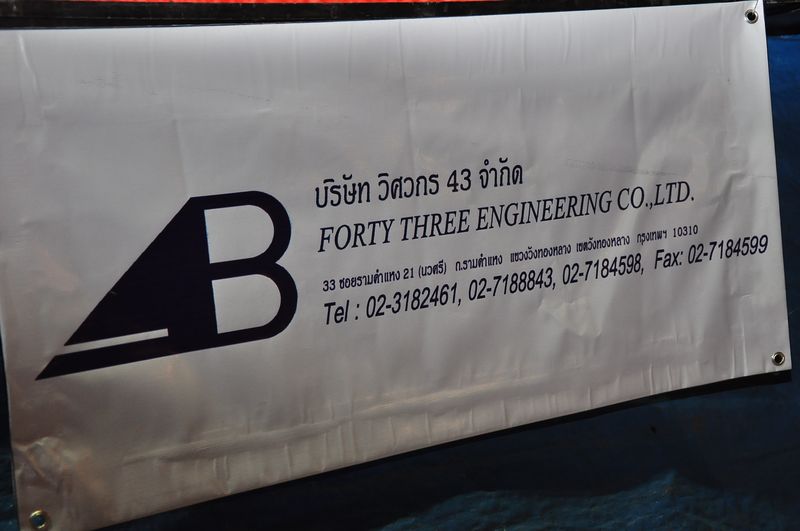 บริษัท วิศวกร 43 จำกัด
FORTY THREE ENGINEERING CO.,LTD.
33 ซอยรามคำแหง 21 (นวศรี) ถ.รามคำแหง แขวงวังทองหลาง เขตวังทองหลาง กรุงเทพฯ 10310
Tel : 02-3182461, 02-7188843, 02-7184598, Fax: 02-7184599